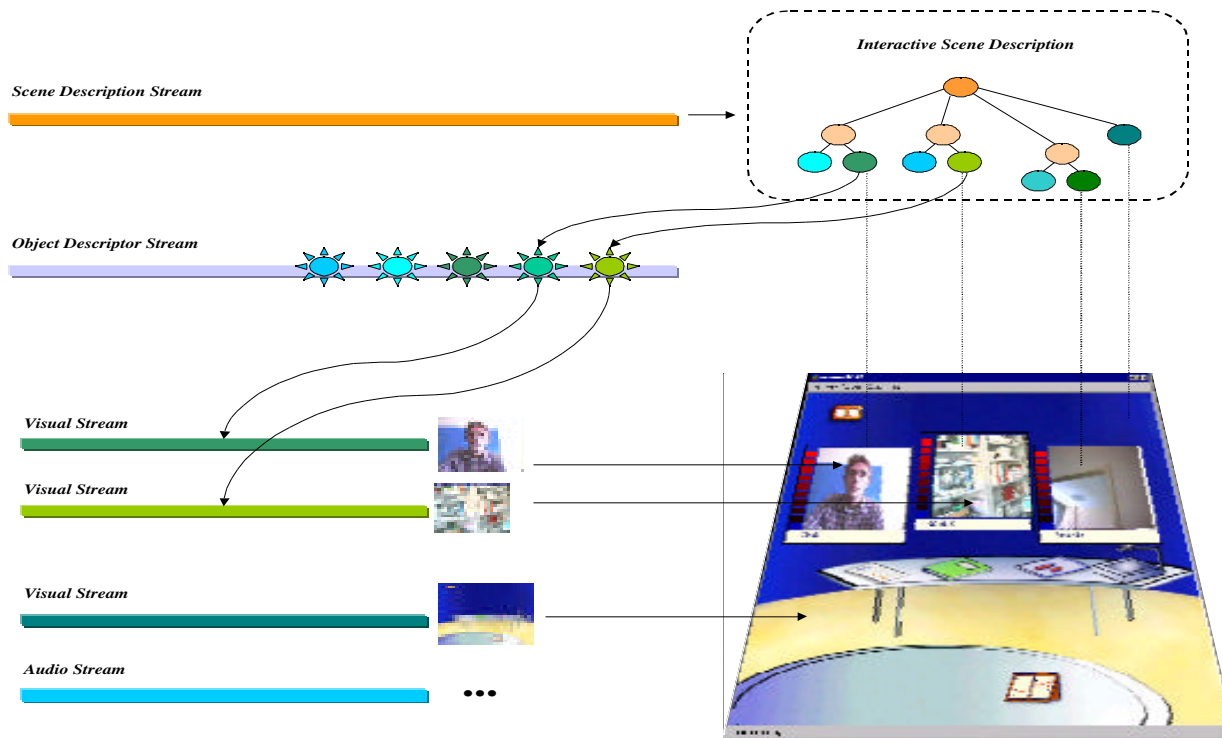 Interactive Scene Description
Scene Description Stream
Object Descriptor Stream
Visual Stream
Visual Stream
Visual Stream
Audio Stream
•••